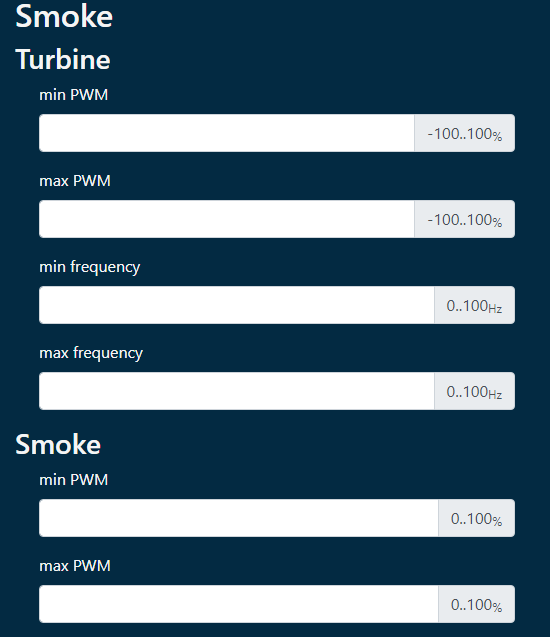 Smoke
Turbine
min PWM
-100..100%
max PWM
-100..100%
min frequency
0..100Hz
max frequency
0..100Hz
Smoke
min PWM
0..100%
max PWM
0..100%